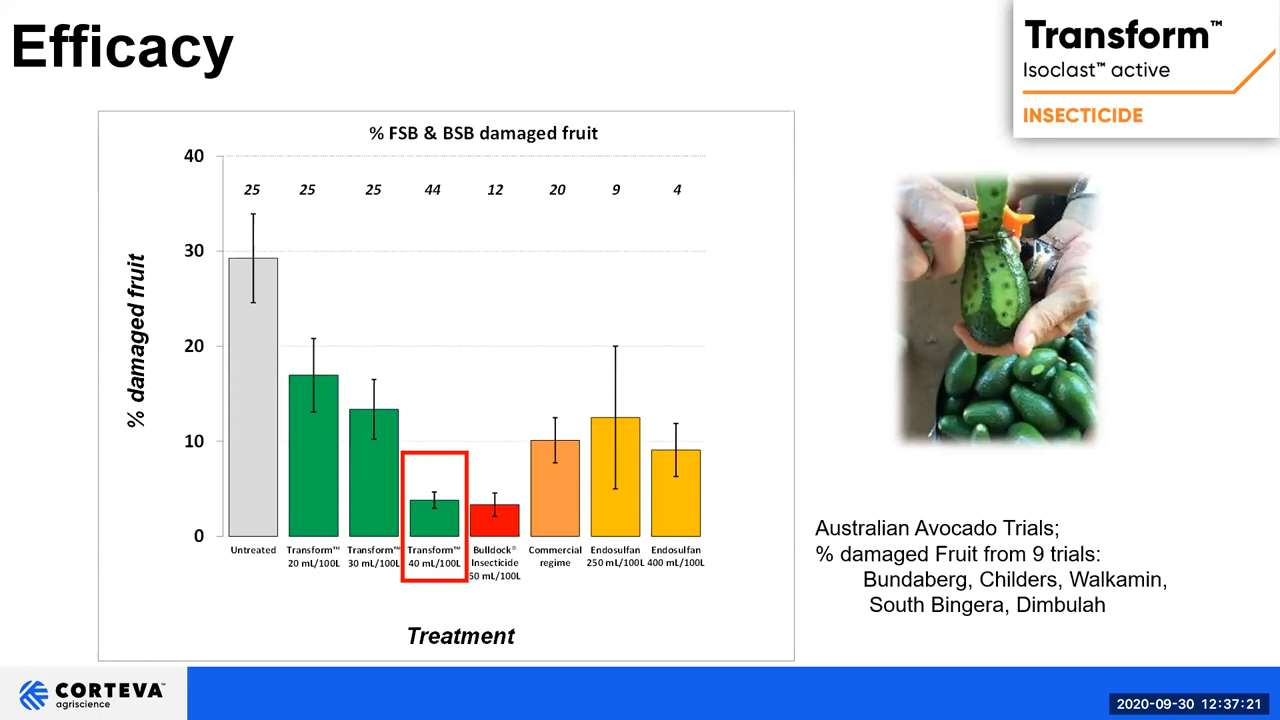 Efficacy
Transform™
Isoclast™ active
INSECTICIDE
% FSB & BSB damaged fruit
% damaged fruit
40
30
20
10
0
25 25 25 44 12 20 9 4
Untreated
Transform™
20 mL/100L
Transform™
30 mL/100L
Transform™
40 mL/100L
Bulldock®
Insecticide
50 mL/100L
Commercial
regime
Endosulfan
250 mL/100L
Endosulfan
400 mL/100L
Treatment
Australian Avocado Trials;
% damaged Fruit from 9 trials:
Bundaberg, Childers, Walkamin,
South Bingera, Dimbulah
CORTEVA™
agriscience
2020-09-30 12:37:21